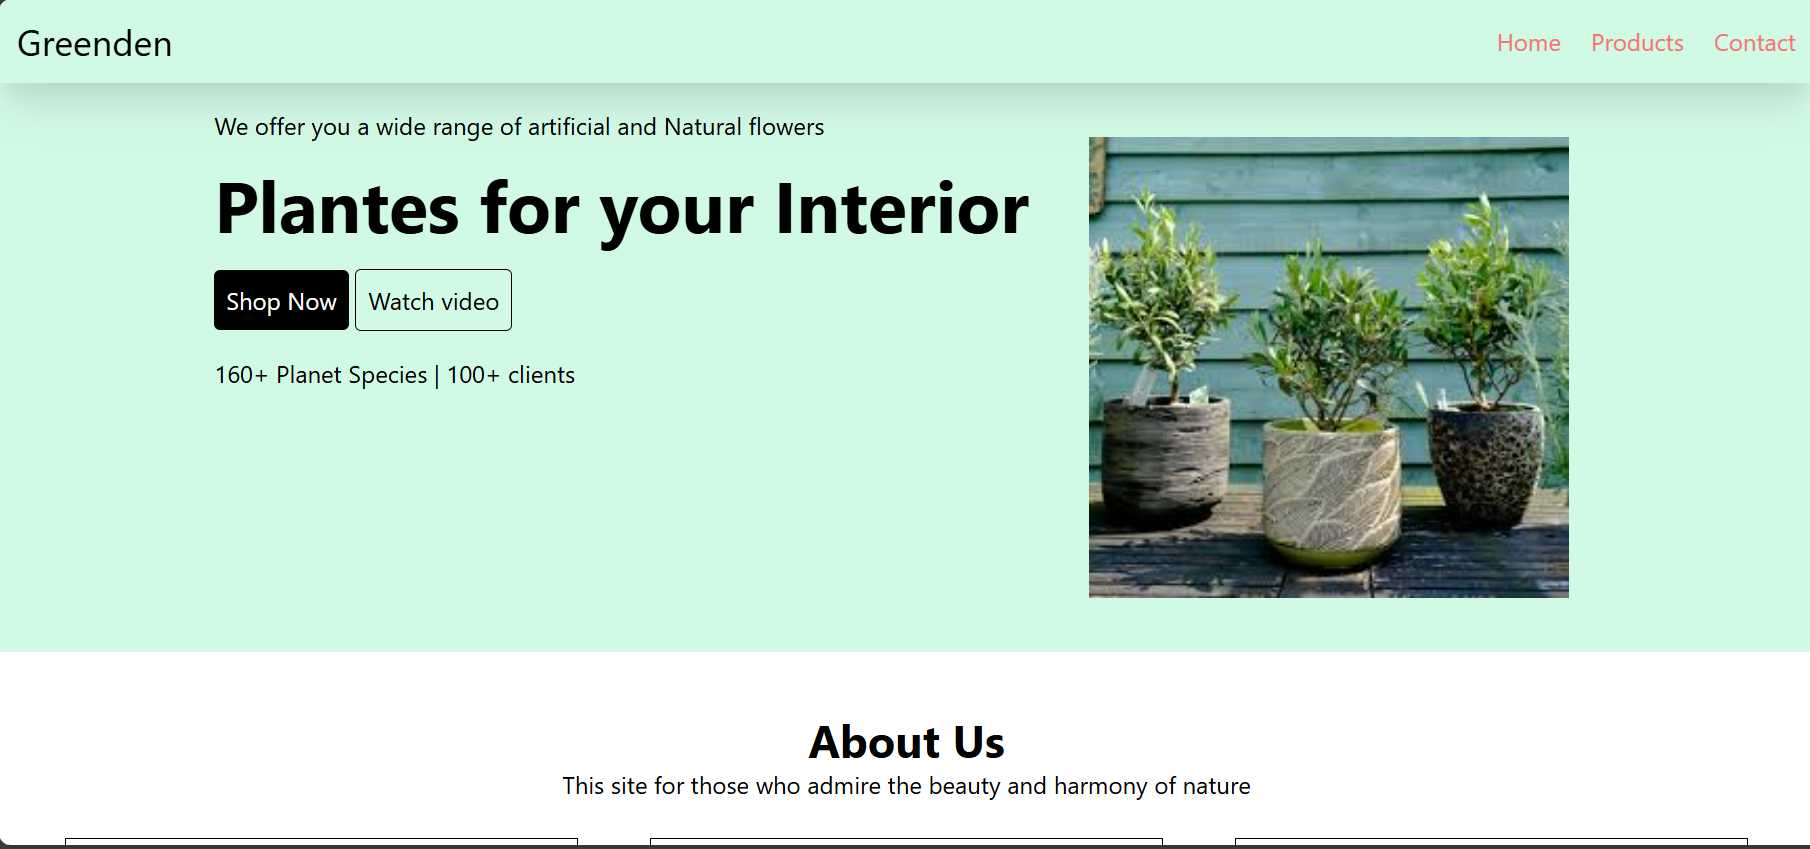 Greenden
Home Products Contact
We offer you a wide range of artificial and Natural flowers
Plantes for your Interior
Shop Now Watch video
160+ Planet Species | 100+ clients
About Us
This site for those who admire the beauty and harmony of nature